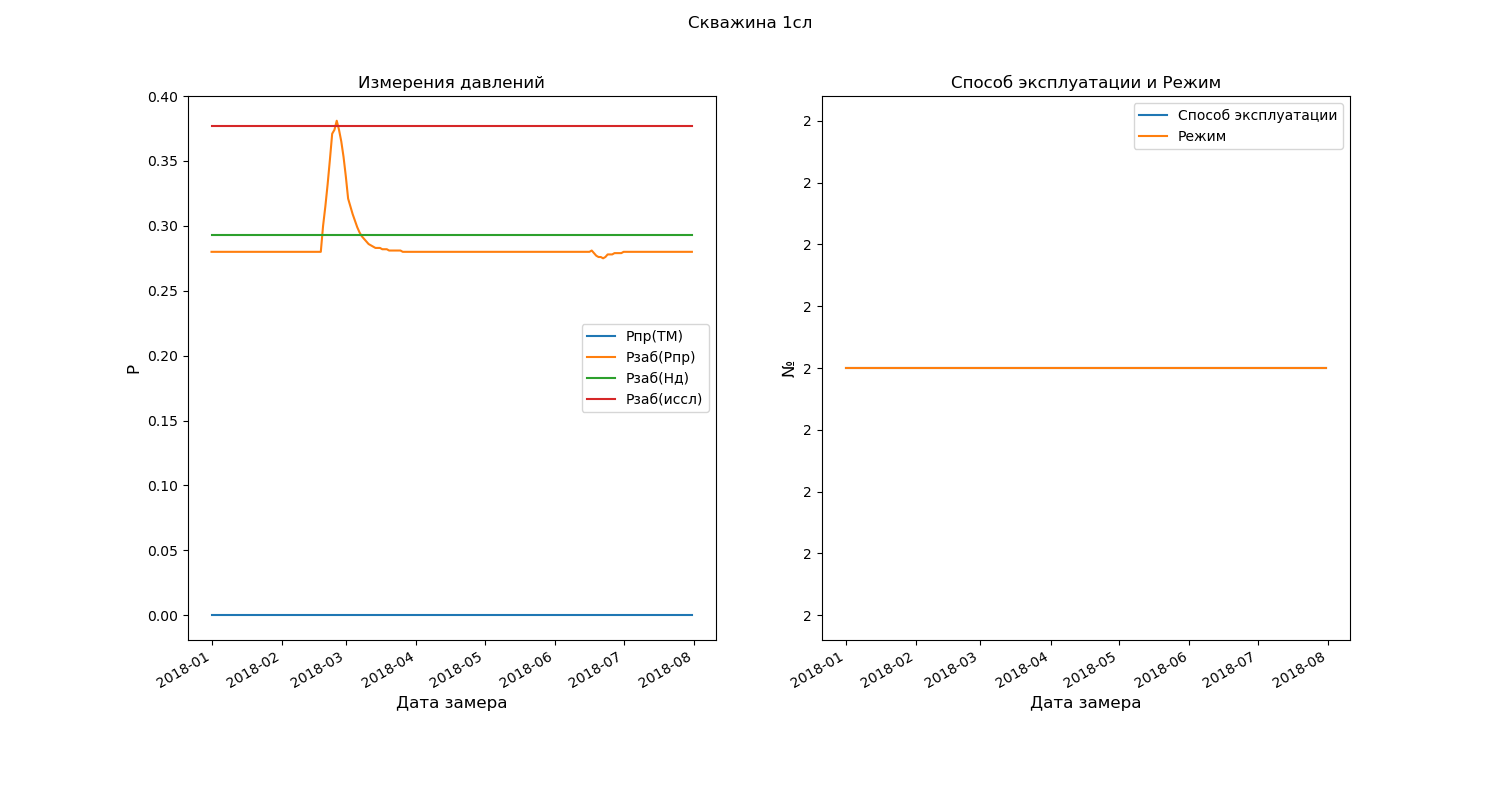 Скважина 1сл
Измерения давлений
0.40
0.35
0.30
0.25
0.20
0.15
0.10
0.05
0.00
P
Рпр(ТМ)
Рзаб(Рпр)
Рзаб(Нд)
Рзаб(иссл)
2018-01
2018-02
2018-03
2018-04
2018-05
2018-06
2018-07
2018-08
Дата замера
Способ эксплуатации и Режим
2
2
2
2
2
2
2
2
2
№
Способ эксплуатации
Режим
2018-01
2018-02
2018-03
2018-04
2018-05
2018-06
2018-07
2018-08
Дата замера